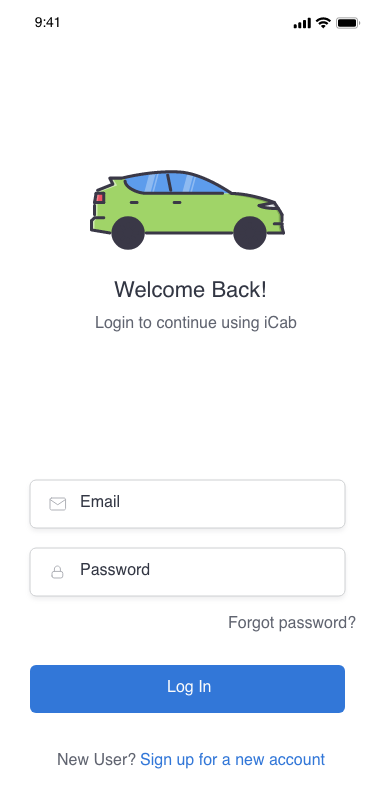 9:41
Welcome Back!
Login to continue using iCab
Email
Password
Forgot password?
Log In
New User? Sign up for a new account